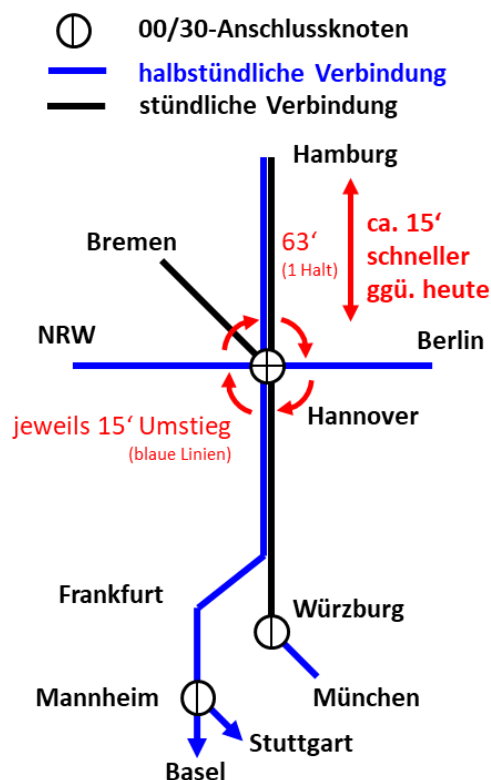 00/30-Anschlussknoten
halbstündliche Verbindung
stündliche Verbindung
Hamburg
63‘
(1 Halt)
ca. 15‘
schneller
ggü. heute
Bremen
NRW
Berlin
Hannover
jeweils 15‘ Umstieg
(blaue Linien)
Frankfurt
Würzburg
Mannheim
München
Stuttgart
Basel